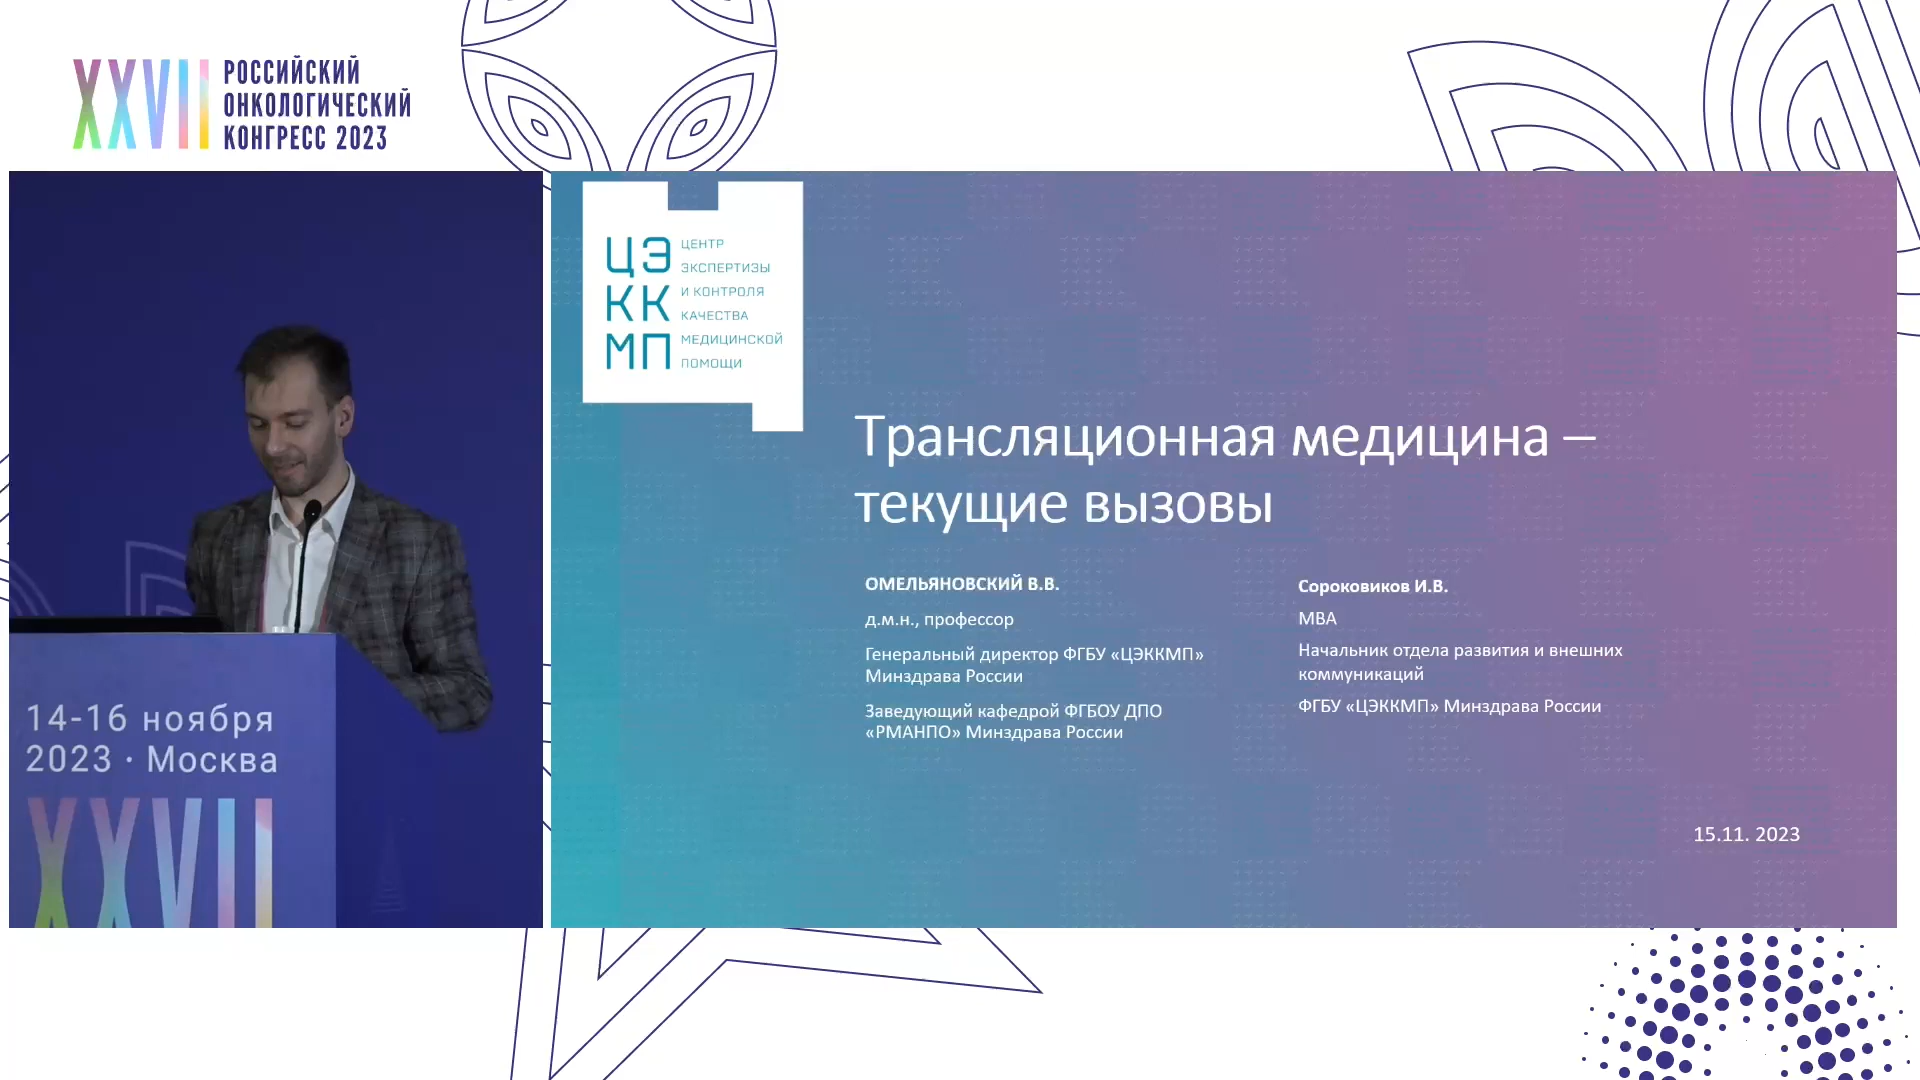 XXVII
РОССИЙСКИЙ
ОНКОЛОГИЧЕСКИЙ
КОНГРЕСС 2023
14-16 ноября
2023 · Москва
XXVII
ЦЭ
КК
МП
ЦЕНТР
ЭКСПЕРТИЗЫ
И КОНТРОЛЯ
КАЧЕСТВА
МЕДИЦИНСКОЙ
ПОМОЩИ
Трансляционная медицина –
текущие вызовы
ОМЕЛЬЯНОВСКИЙ В.В.
д.м.н., профессор
Генеральный директор ФГБУ «ЦЭККМП»
Минздрава России
Заведующий кафедрой ФГБОУ ДПО
«РМАНПО» Минздрава России
Сороковиков И.В.
МВА
Начальник отдела развития и внешних
коммуникаций
ФГБУ «ЦЭККМП» Минздрава России
15.11. 2023